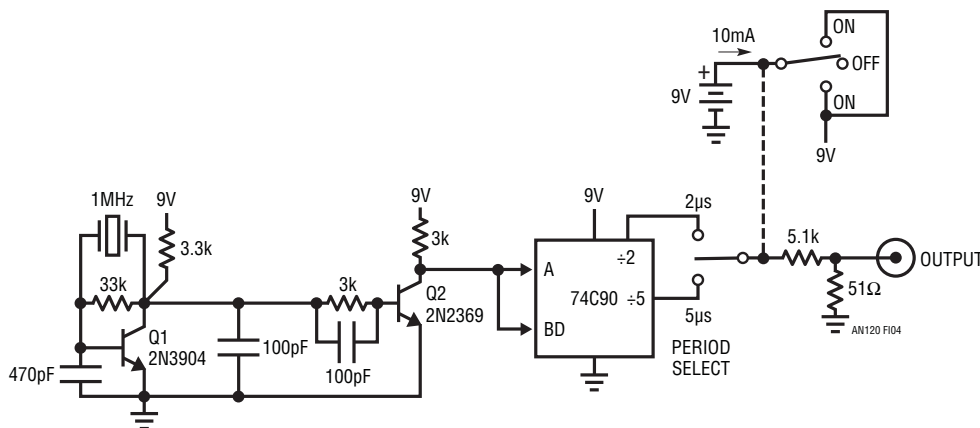 10mA
ON
OFF
+
9V
ON
9V
1MHz
9V
3.3k
33k
Q1
2N3904
470pF
100pF
3k
100pF
9V
3k
Q2
2N2369
9V
÷2
A
74C90 ÷5
BD
2µs
5µs
PERIOD
SELECT
5.1k
OUTPUT
51Ω
AN120 FI04